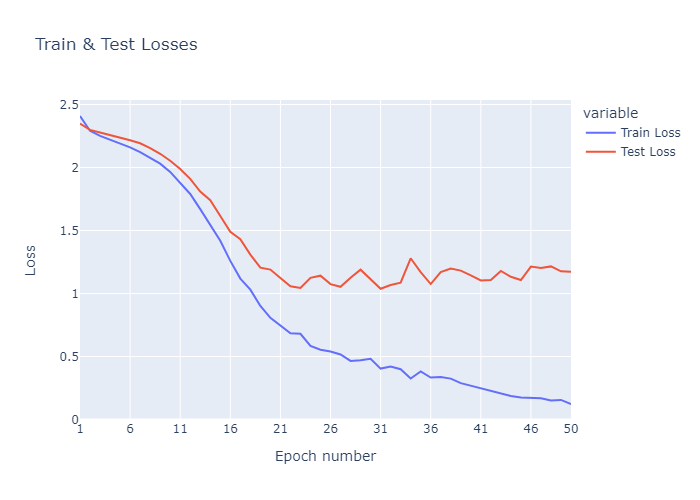 Train & Test Losses
variable
Train Loss
Test Loss
Loss
2.5
2
1.5
1
0.5
0
1 6 11 16 21 26 31 36 41 46 50
Epoch number